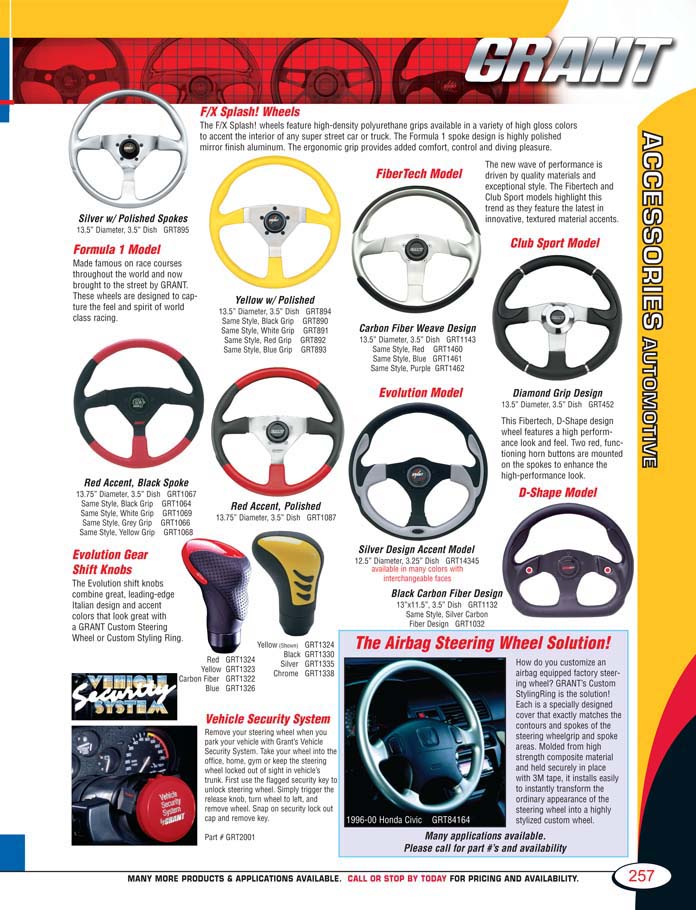 GRANT
ACCESSORIES AUTOMOTIVE
F/X Splash! Wheels
The F/X Splash! wheels feature high-density polyurethane grips available in a variety of high gloss colors
to accent the interior of any super street car or truck. The Formula 1 spoke design is highly polished
mirror finish aluminum. The ergonomic grip provides added comfort, control and diving pleasure.
Silver w/ Polished Spokes
13.5" Diameter, 3.5" Dish GRT895
Formula 1 Model
Made famous on race courses
throughout the world and now
brought to the street by GRANT.
These wheels are designed to cap-
ture the feel and spirit of world
class racing.
Yellow w/ Polished
13.5" Diameter, 3.5" Dish GRT894
Same Style, Black Grip GRT890
Same Style, White Grip GRT891
Same Style, Red Grip GRT892
Same Style, Blue Grip GRT893
FiberTech Model
The new wave of performance is
driven by quality materials and
exceptional style. The Fibertech and
Club Sport models highlight this
trend as they feature the latest in
innovative, textured material accents.
Carbon Fiber Weave Design
13.5" Diameter, 3.5" Dish GRT1143
Same Style, Red GRT1460
Same Style, Blue GRT1461
Same Style, Purple GRT1462
Club Sport Model
Diamond Grip Design
13.5" Diameter, 3.5" Dish GRT452
Red Accent, Black Spoke
13.75" Diameter, 3.5" Dish GRT1067
Same Style, Black Grip GRT1064
Same Style, White Grip GRT1069
Same Style, Grey Grip GRT1066
Same Style, Yellow Grip GRT1068
Red Accent, Polished
13.75" Diameter, 3.5" Dish GRT1087
Evolution Model
Silver Design Accent Model
12.5" Diameter, 3.25" Dish GRT14345
available in many colors with
interchangeable faces
This Fibertech, D-Shape design
wheel features a high perform-
ance look and feel. Two red, func-
tioning horn buttons are mounted
on the spokes to enhance the
high-performance look.
D-Shape Model
Black Carbon Fiber Design
13"x11.5", 3.5" Dish GRT1132
Same Style, Silver Carbon
Fiber Design GRT1032
Evolution Gear
Shift Knobs
The Evolution shift knobs
combine great, leading-edge
Italian design and accent
colors that look great with
a GRANT Custom Steering
Wheel or Custom Styling Ring.
Red GRT1324
Yellow GRT1323
Carbon Fiber GRT1322
Blue GRT1326
Yellow (Shown) GRT1324
Black GRT1330
Silver GRT1335
Chrome GRT1338
VEHICLE
Security
SYSTEM
Vehicle
Security
System
by GRANT
Vehicle Security System
Remove your steering wheel when you
park your vehicle with Grant's Vehicle
Security System. Take your wheel into the
office, home, gym or keep the steering
wheel locked out of sight in vehicle's
trunk. First use the flagged security key to
unlock steering wheel. Simply trigger the
release knob, turn wheel to left, and
remove wheel. Snap on security lock out
cap and remove key.
Part # GRT2001
The Airbag Steering Wheel Solution!
How do you customize an
airbag equipped factory steer-
ing wheel? GRANT's Custom
StylingRing is the solution!
Each is a specially designed
cover that exactly matches the
contours and spokes of the
steering wheelgrip and spoke
areas. Molded from high
strength composite material
and held securely in place
with 3M tape, it installs easily
to instantly transform the
ordinary appearance of the
steering wheel into a highly
stylized custom wheel.
1996-00 Honda Civic GRT84164
Many applications available.
Please call for part #'s and availability
MANY MORE PRODUCTS & APPLICATIONS AVAILABLE. CALL OR STOP BY TODAY FOR PRICING AND AVAILABILITY.
257